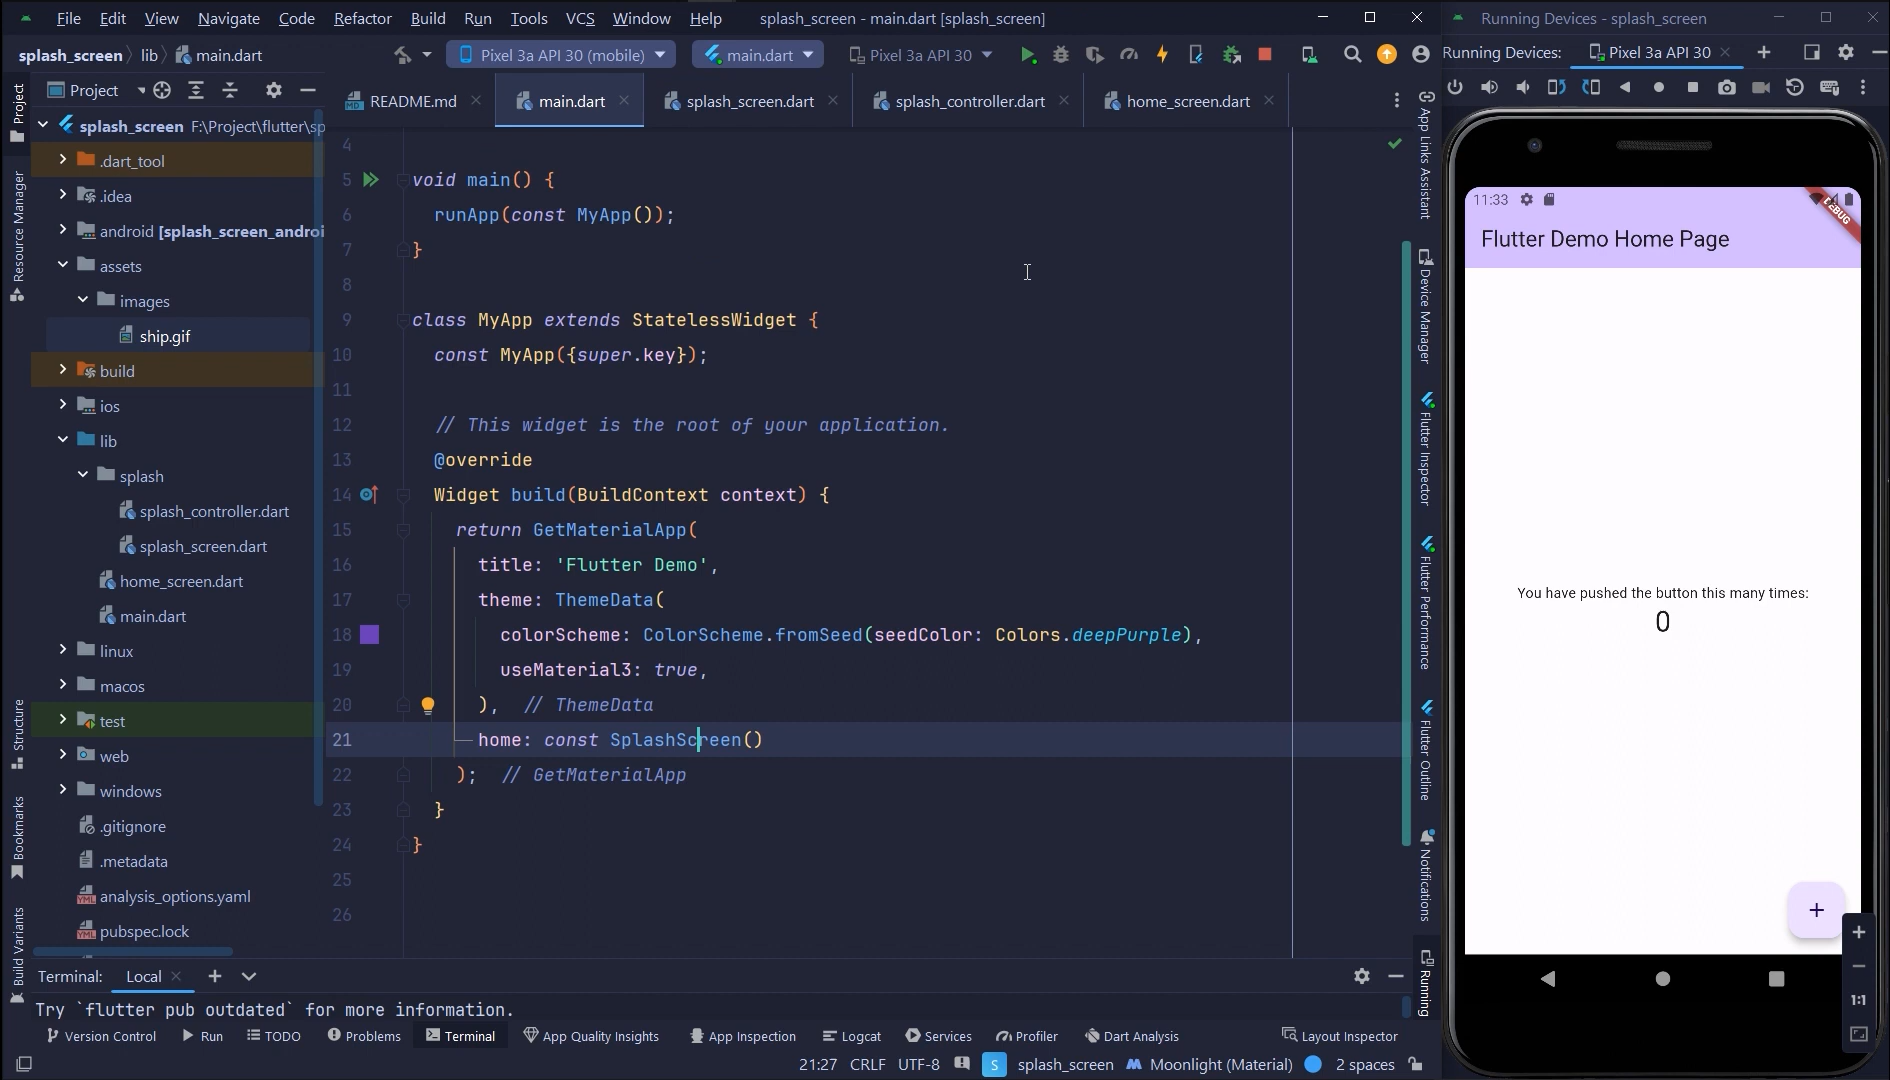 File Edit View Navigate Code Refactor Build Run Tools VCS Window Help splash_screen - main.dart [splash_screen]
Running Devices - splash_screen
splash_screen lib main.dart
Pixel 3a API 30 (mobile)
main.dart
Pixel 3a API 30
Running Devices: Pixel 3a API 30
Project
README.md main.dart splash_screen.dart splash_controller.dart home_screen.dart
splash_screen F:\Project\flutter\sp
.dart_tool
.idea
android [splash_screen_androi
assets
images
ship.gif
build
ios
lib
splash
splash_controller.dart
splash_screen.dart
home_screen.dart
main.dart
linux
macos
test
web
windows
.gitignore
.metadata
analysis_options.yaml
pubspec.lock
Project
Resource Manager
Structure
Bookmarks
Build Variants
4
5 void main() {
6 runApp(const MyApp());
7 }
8
9 class MyApp extends StatelessWidget {
10 const MyApp({super.key});
11
12 // This widget is the root of your application.
13 @override
14 Widget build(BuildContext context) {
15 return GetMaterialApp(
16 title: 'Flutter Demo',
17 theme: ThemeData(
18 colorScheme: ColorScheme.fromSeed(seedColor: Colors.deepPurple),
19 useMaterial3: true,
20 ), // ThemeData
21 home: const SplashScreen()
22 ); // GetMaterialApp
23 }
24 }
25
26
App Links Assistant
Device Manager
Flutter Inspector
Flutter Performance
Flutter Outline
Notifications
Running
11:33
DEBUG
Flutter Demo Home Page
You have pushed the button this many times:
0
+
+
−
1:1
Terminal: Local
Try `flutter pub outdated` for more information.
Version Control Run TODO Problems Terminal App Quality Insights App Inspection Logcat Services Profiler Dart Analysis Layout Inspector
21:27 CRLF UTF-8 S splash_screen Moonlight (Material) 2 spaces